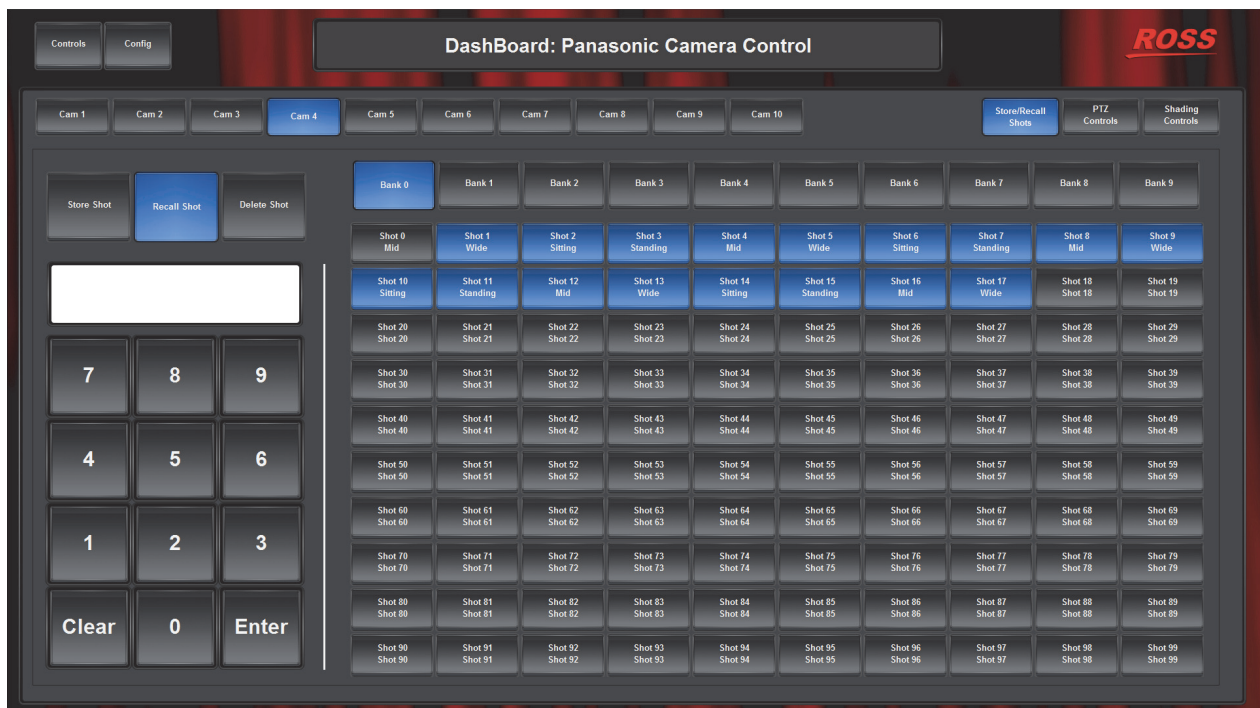 Controls Config DashBoard: Panasonic Camera Control ROSS
Cam 1 Cam 2 Cam 3 Cam 4 Cam 5 Cam 6 Cam 7 Cam 8 Cam 9 Cam 10 Store/Recall Shots PTZ Controls Shading Controls
Store Shot Recall Shot Delete Shot
7 8 9
4 5 6
1 2 3
Clear 0 Enter
Bank 0 Bank 1 Bank 2 Bank 3 Bank 4 Bank 5 Bank 6 Bank 7 Bank 8 Bank 9
Shot 0 Shot 1 Shot 2 Shot 3 Shot 4 Shot 5 Shot 6 Shot 7 Shot 8 Shot 9
Mid Wide Sitting Standing Mid Wide Sitting Standing Mid Wide
Shot 10 Shot 11 Shot 12 Shot 13 Shot 14 Shot 15 Shot 16 Shot 17 Shot 18 Shot 19
Sitting Standing Mid Wide Sitting Standing Mid Wide Shot 18 Shot 19
Shot 20 Shot 21 Shot 22 Shot 23 Shot 24 Shot 25 Shot 26 Shot 27 Shot 28 Shot 29
Shot 20 Shot 21 Shot 22 Shot 23 Shot 24 Shot 25 Shot 26 Shot 27 Shot 28 Shot 29
Shot 30 Shot 31 Shot 32 Shot 33 Shot 34 Shot 35 Shot 36 Shot 37 Shot 38 Shot 39
Shot 30 Shot 31 Shot 32 Shot 33 Shot 34 Shot 35 Shot 36 Shot 37 Shot 38 Shot 39
Shot 40 Shot 41 Shot 42 Shot 43 Shot 44 Shot 45 Shot 46 Shot 47 Shot 48 Shot 49
Shot 40 Shot 41 Shot 42 Shot 43 Shot 44 Shot 45 Shot 46 Shot 47 Shot 48 Shot 49
Shot 50 Shot 51 Shot 52 Shot 53 Shot 54 Shot 55 Shot 56 Shot 57 Shot 58 Shot 59
Shot 50 Shot 51 Shot 52 Shot 53 Shot 54 Shot 55 Shot 56 Shot 57 Shot 58 Shot 59
Shot 60 Shot 61 Shot 62 Shot 63 Shot 64 Shot 65 Shot 66 Shot 67 Shot 68 Shot 69
Shot 60 Shot 61 Shot 62 Shot 63 Shot 64 Shot 65 Shot 66 Shot 67 Shot 68 Shot 69
Shot 70 Shot 71 Shot 72 Shot 73 Shot 74 Shot 75 Shot 76 Shot 77 Shot 78 Shot 79
Shot 70 Shot 71 Shot 72 Shot 73 Shot 74 Shot 75 Shot 76 Shot 77 Shot 78 Shot 79
Shot 80 Shot 81 Shot 82 Shot 83 Shot 84 Shot 85 Shot 86 Shot 87 Shot 88 Shot 89
Shot 80 Shot 81 Shot 82 Shot 83 Shot 84 Shot 85 Shot 86 Shot 87 Shot 88 Shot 89
Shot 90 Shot 91 Shot 92 Shot 93 Shot 94 Shot 95 Shot 96 Shot 97 Shot 98 Shot 99
Shot 90 Shot 91 Shot 92 Shot 93 Shot 94 Shot 95 Shot 96 Shot 97 Shot 98 Shot 99